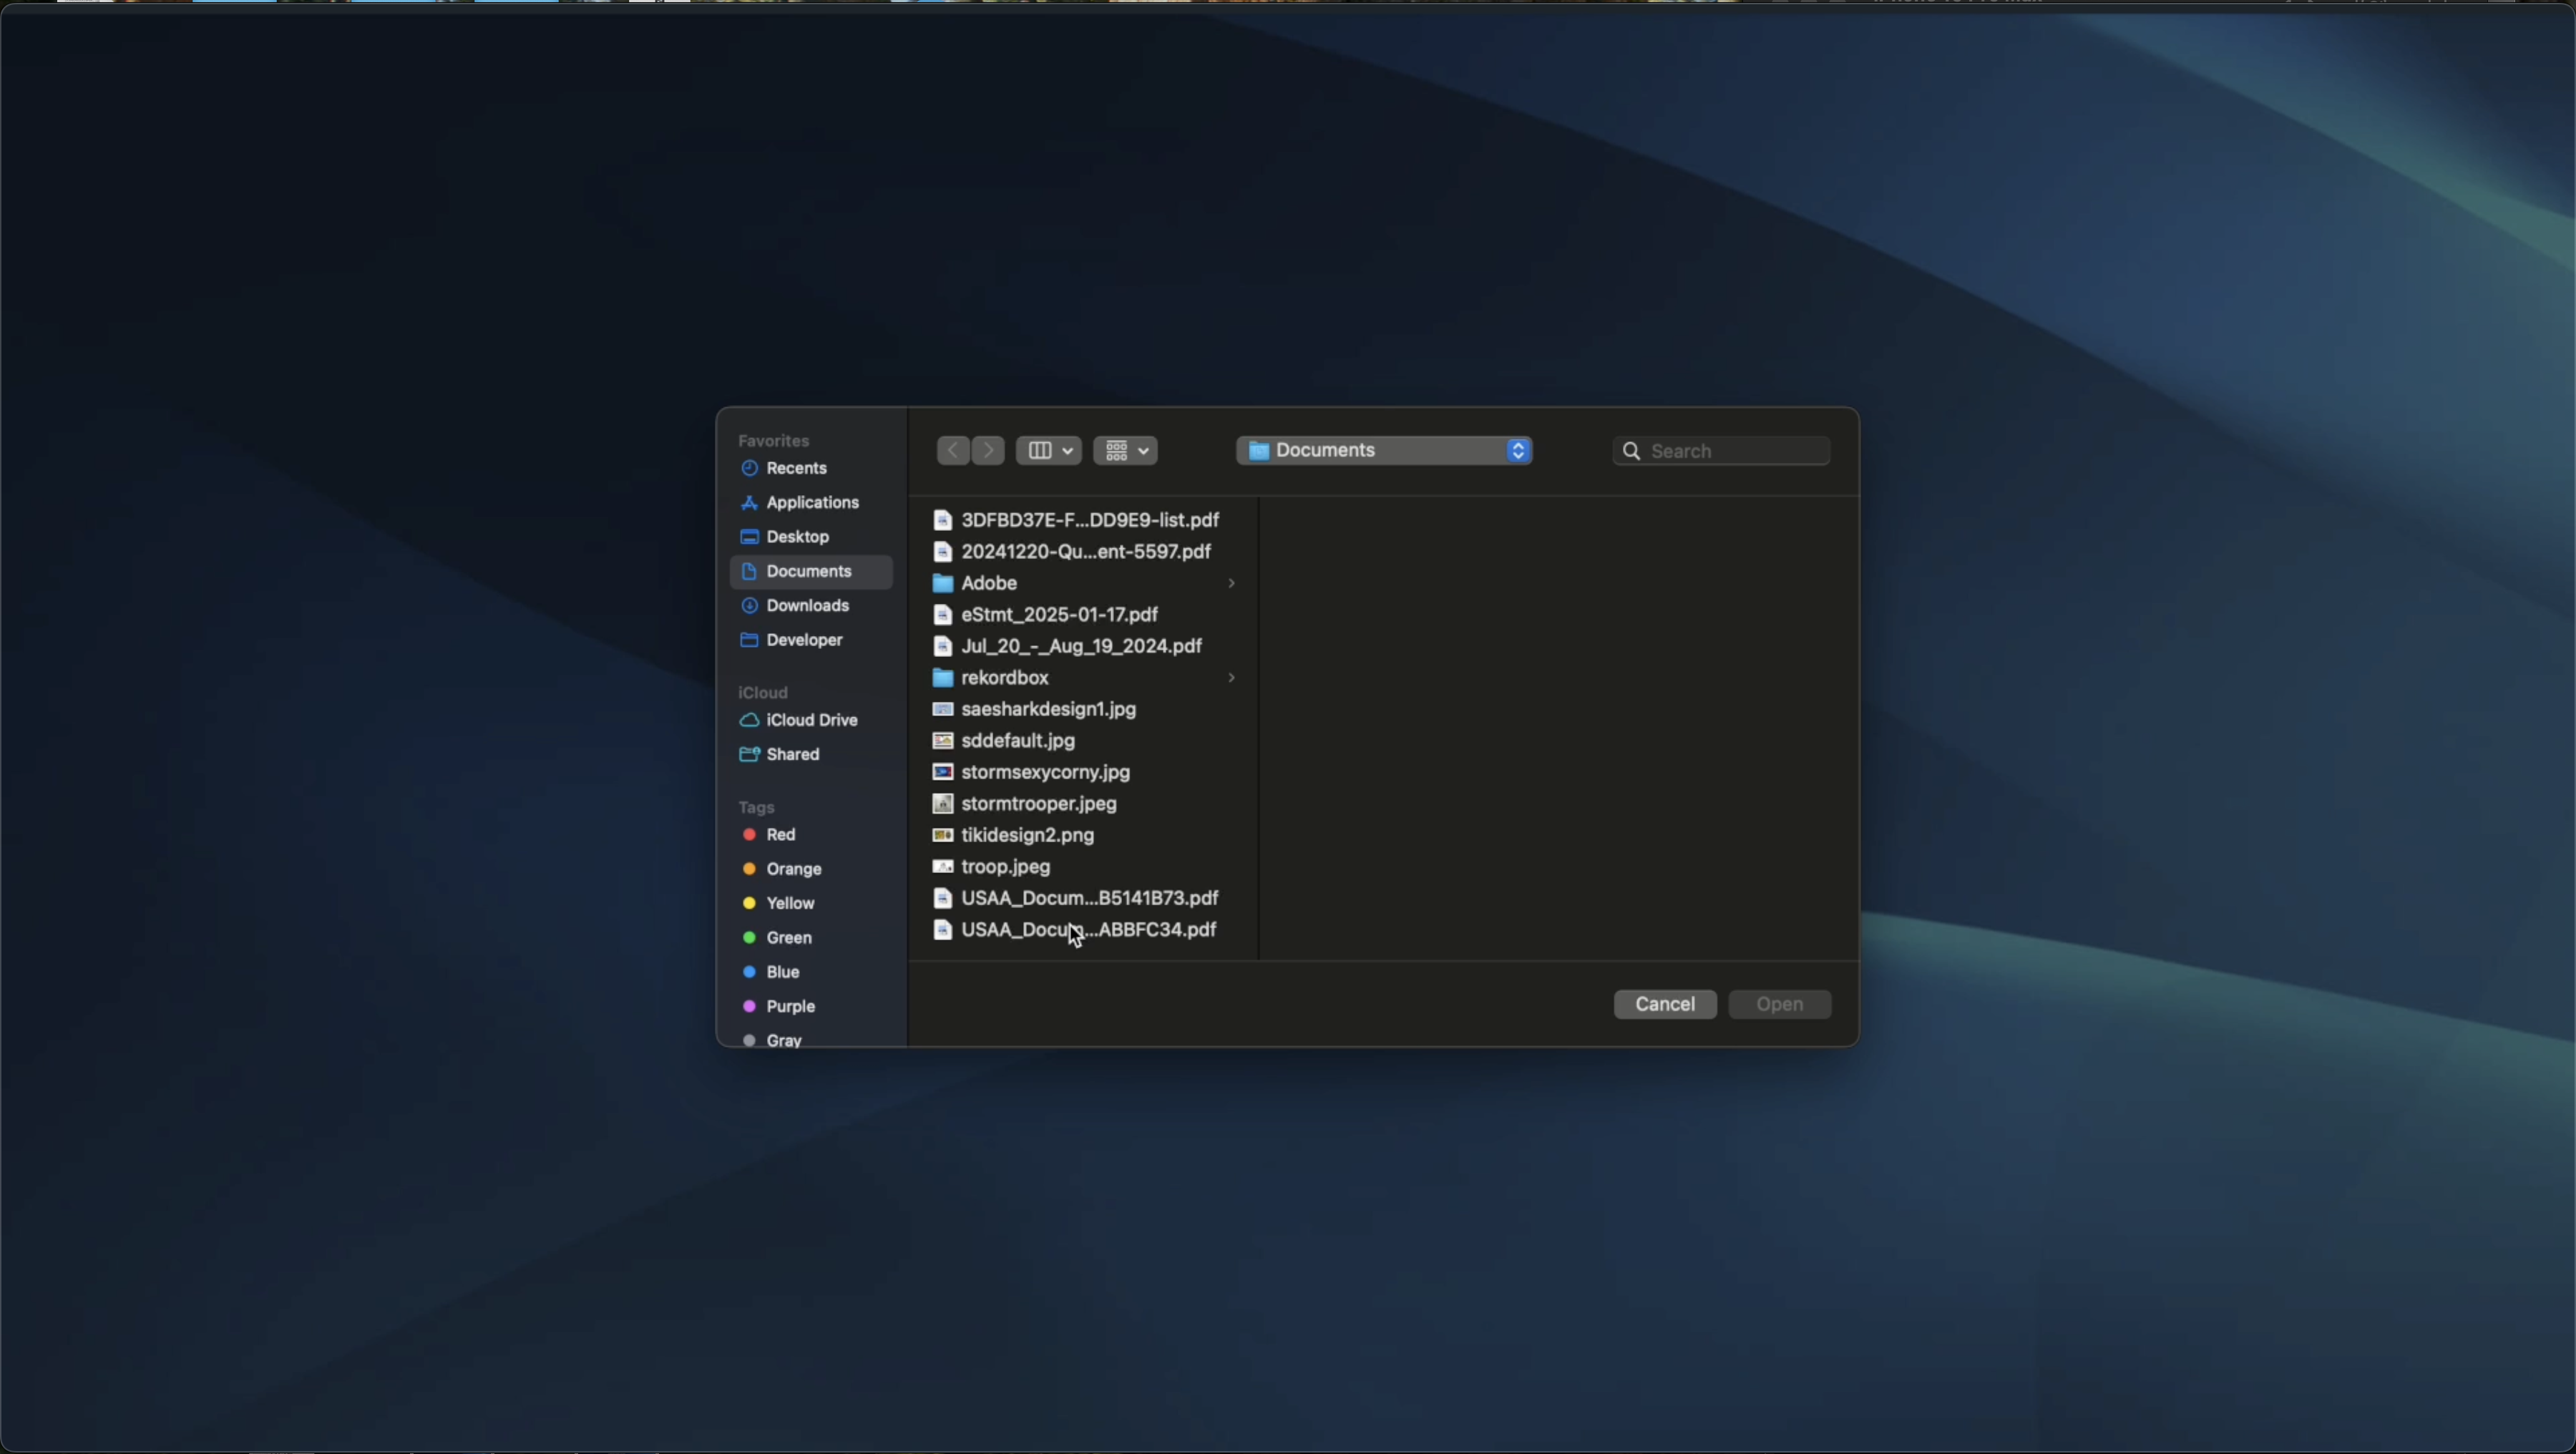 Favorites
Recents
Applications
Desktop
Documents
Downloads
Developer
iCloud
iCloud Drive
Shared
Tags
Red
Orange
Yellow
Green
Blue
Purple
Gray
Documents
Search
3DFBD37E-F...DD9E9-list.pdf
20241220-Qu...ent-5597.pdf
Adobe
eStmt_2025-01-17.pdf
Jul_20_-_Aug_19_2024.pdf
rekordbox
saesharkdesign1.jpg
sddefault.jpg
stormsexycorny.jpg
stormtrooper.jpeg
tikidesign2.png
troop.jpeg
USAA_Docum...B5141B73.pdf
USAA_Docum...ABBFC34.pdf
Cancel
Open